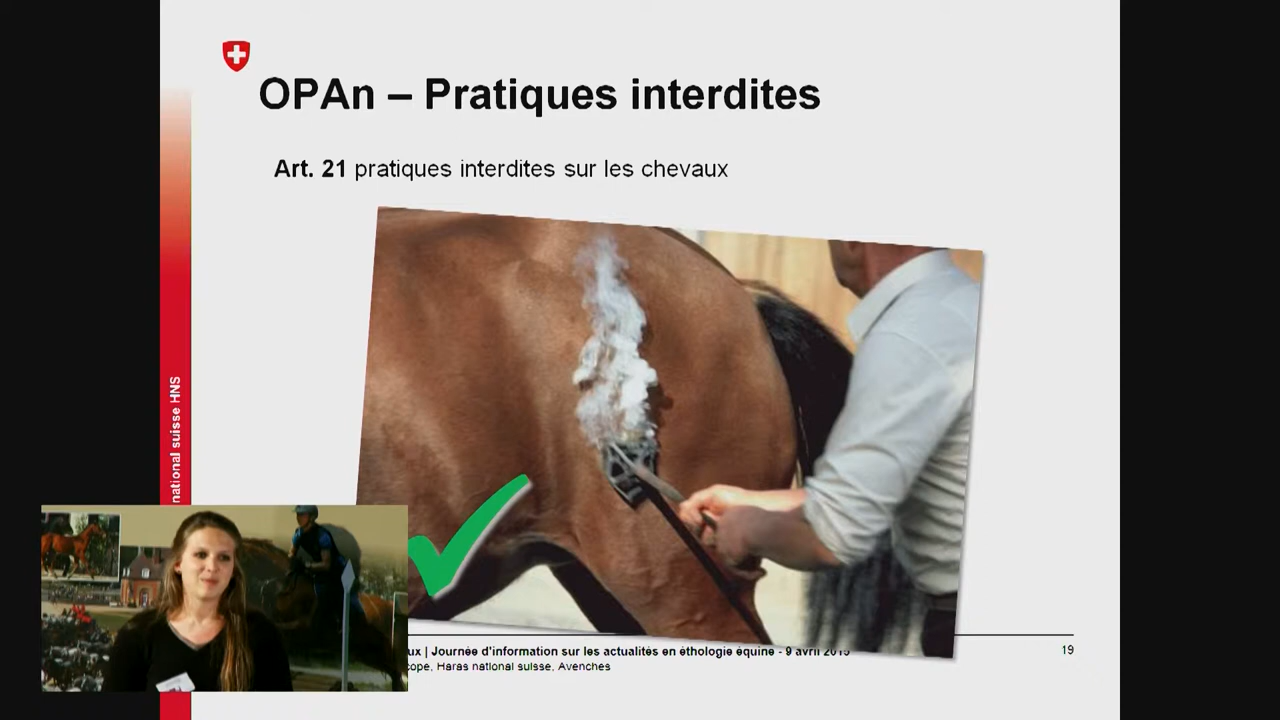 OPAn – Pratiques interdites
Art. 21 pratiques interdites sur les chevaux
national suisse HNS
ux | Journée d'information sur les actualités en éthologie équine - 9 avril 2015
cope, Haras national suisse, Avenches
19